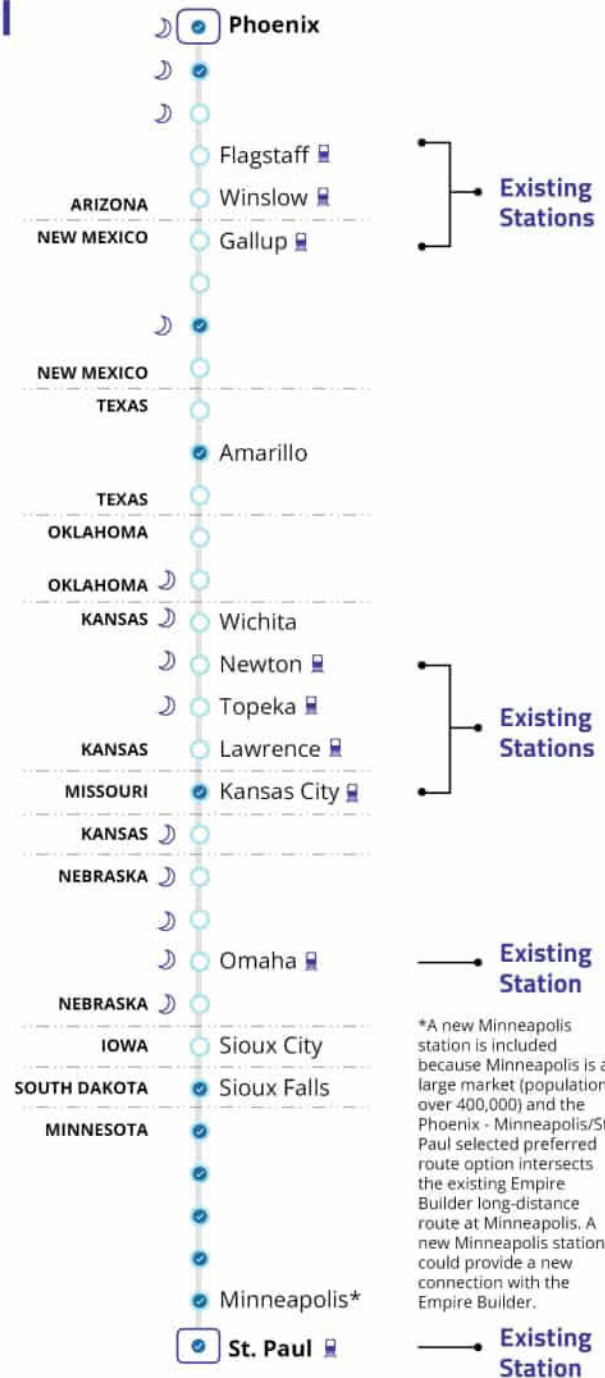 Phoenix
Flagstaff
ARIZONA
Winslow
Existing
Stations
NEW MEXICO
Gallup
NEW MEXICO
TEXAS
Amarillo
TEXAS
OKLAHOMA
OKLAHOMA
KANSAS
Wichita
Newton
Topeka
KANSAS
Lawrence
Existing
Stations
MISSOURI
Kansas City
KANSAS
NEBRASKA
Omaha
Existing
Station
NEBRASKA
IOWA
Sioux City
SOUTH DAKOTA
Sioux Falls
MINNESOTA
*A new Minneapolis
station is included
because Minneapolis is a
large market (population
over 400,000) and the
Phoenix - Minneapolis/St
Paul selected preferred
route option intersects
the existing Empire
Builder long-distance
route at Minneapolis. A
new Minneapolis station
could provide a new
connection with the
Empire Builder.
Minneapolis*
St. Paul
Existing
Station